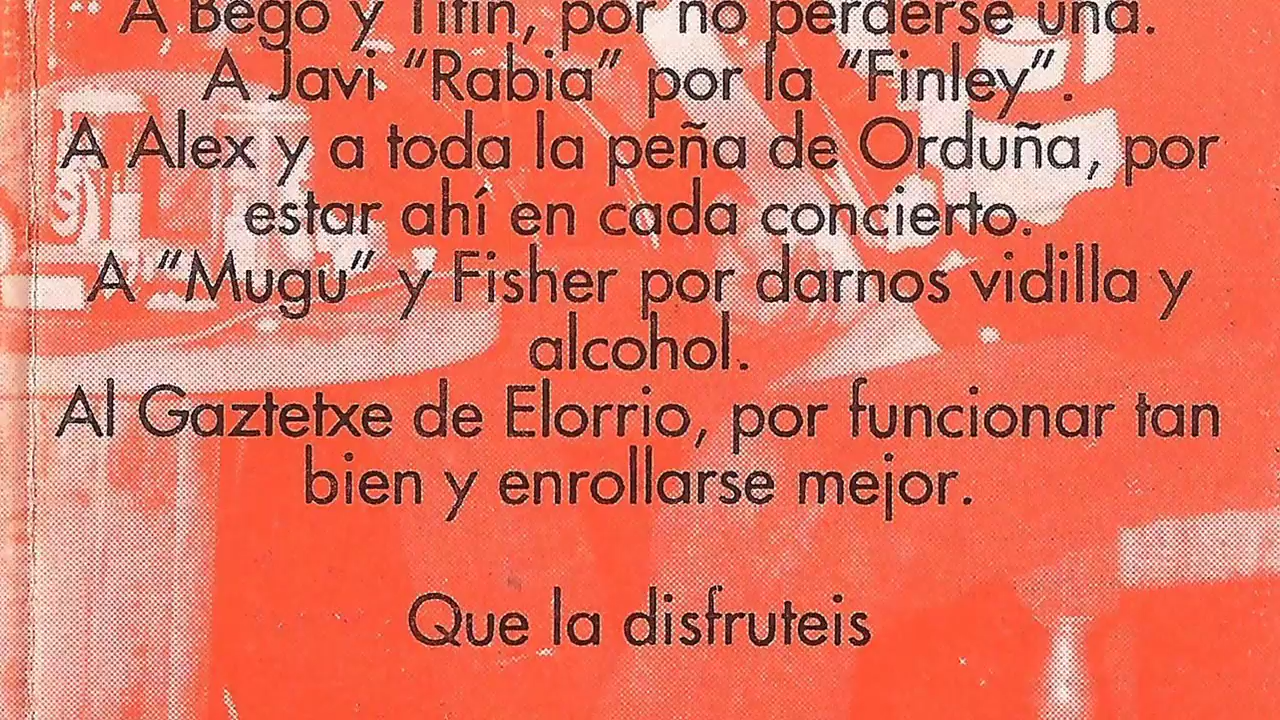 A Bego y Titin, por no perderse una.
A Javi “Rabia” por la “Finley”.
A Alex y a toda la peña de Orduña, por
estar ahí en cada concierto.
A “Mugu” y Fisher por darnos vidilla y
alcohol.
Al Gaztetxe de Elorrio, por funcionar tan
bien y enrollarse mejor.
Que la disfruteis